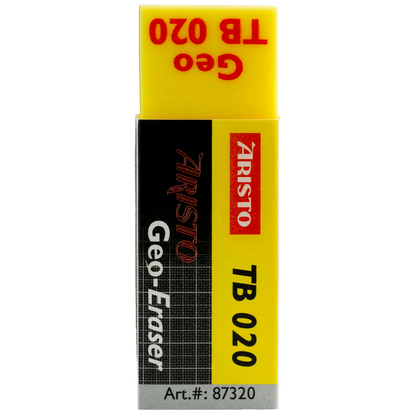 Geo
TB 020
ARISTO
TB 020
ARISTO
Geo-Eraser
Art.#: 87320